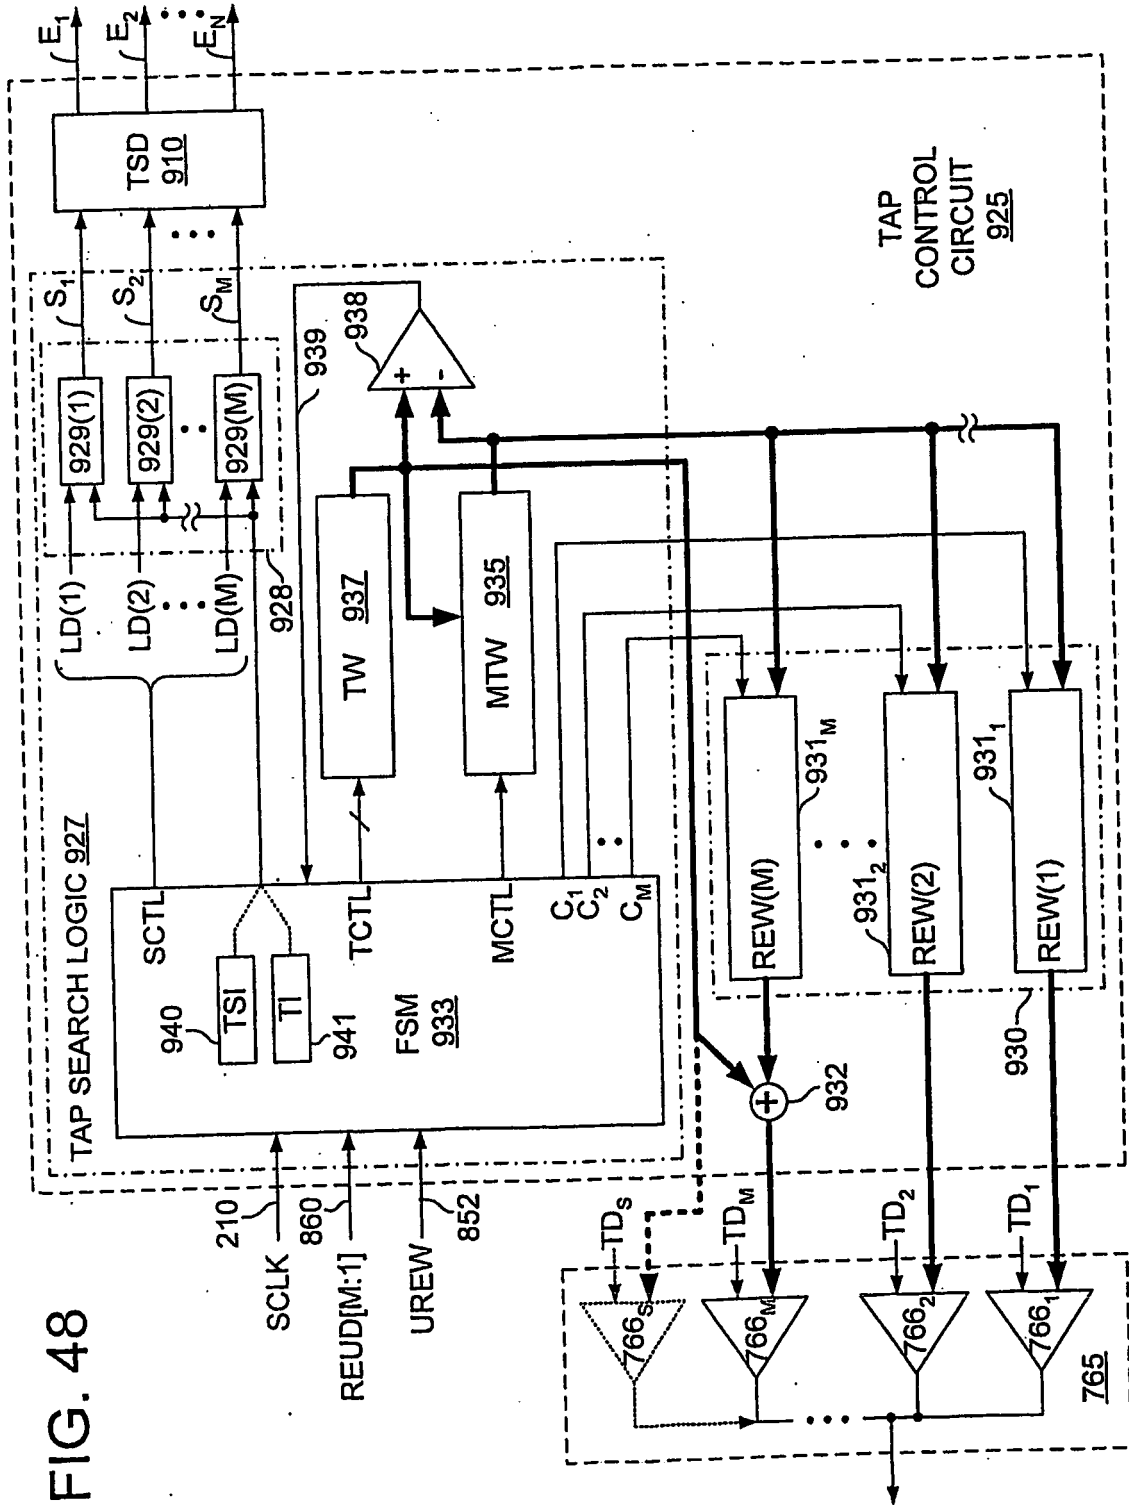 FIG. 48
TAP SEARCH LOGIC 927
E1
E2
EN
TSD
910
S1
S2
SM
929(1)
929(2)
929(M)
LD(1)
LD(2)
LD(M)
928
TAP
CONTROL
CIRCUIT
925
SCTL
940
TSI
TI
941
FSM
933
TCTL
MCTL
C1
C2
CM
TW 937
MTW 935
+
-
938
939
SCLK
210
REUD[M:1]
860
UREW
852
REW(M)
931M
REW(2)
9312
REW(1)
9311
930
+
932
TDS
TDM
TD2
TD1
766S
766M
7662
7661
765